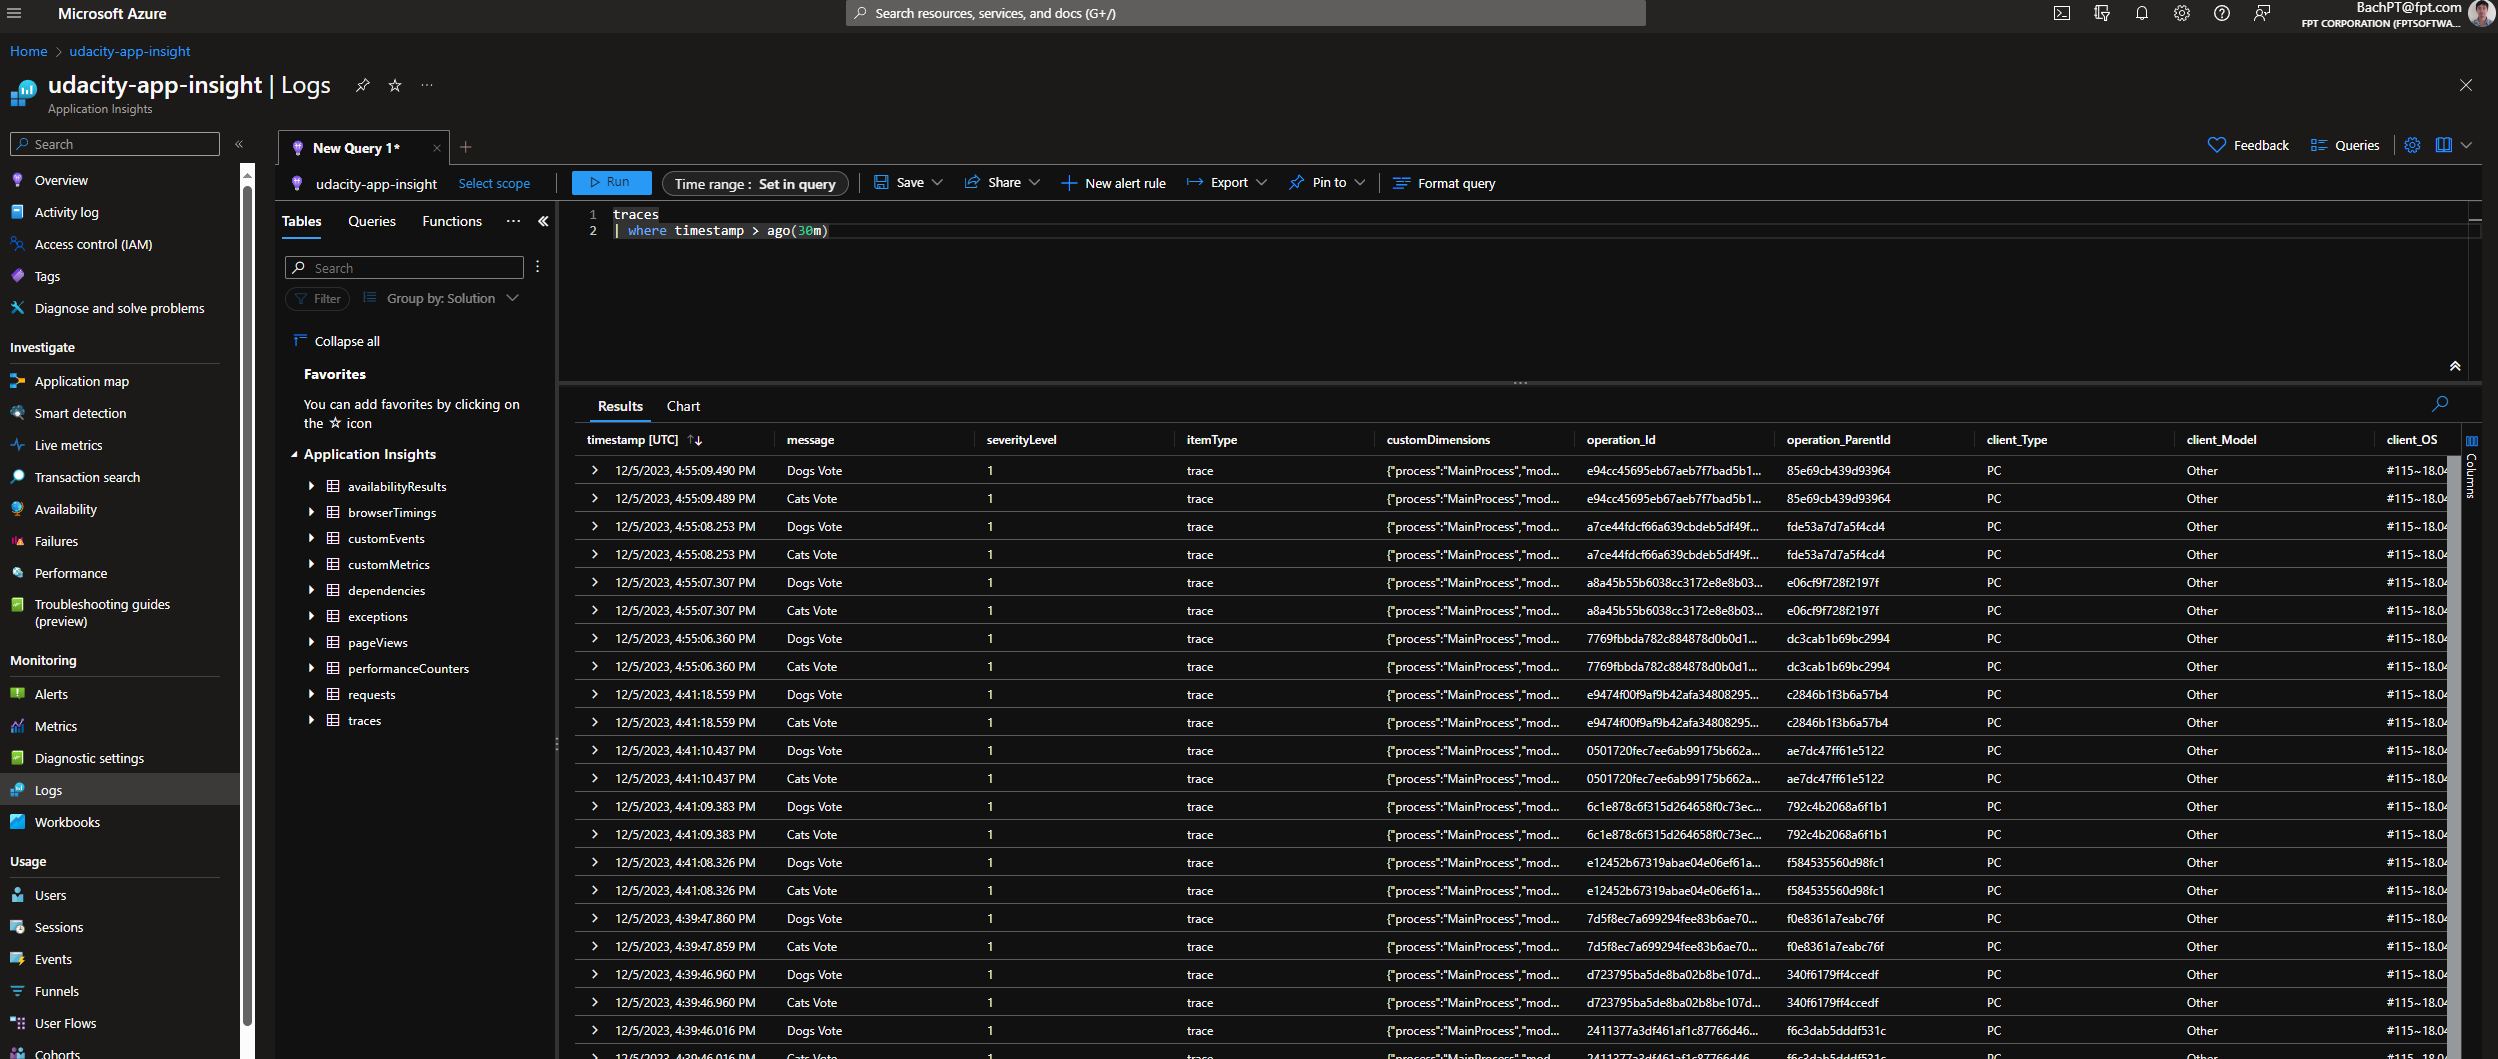 Microsoft Azure
Search resources, services, and docs (G+/)
BachPT@fpt.com
FPT CORPORATION (FPTSOFTWA...
Home > udacity-app-insight
udacity-app-insight | Logs
Application Insights
Search
Overview
Activity log
Access control (IAM)
Tags
Diagnose and solve problems
Investigate
Application map
Smart detection
Live metrics
Transaction search
Availability
Failures
Performance
Troubleshooting guides
(preview)
Monitoring
Alerts
Metrics
Diagnostic settings
Logs
Workbooks
Usage
Users
Sessions
Events
Funnels
User Flows
Cohorts
New Query 1*
Feedback
Queries
udacity-app-insight
Select scope
Run
Time range : Set in query
Save
Share
New alert rule
Export
Pin to
Format query
Tables
Queries
Functions
Search
Filter
Group by: Solution
Collapse all
Favorites
You can add favorites by clicking on
the ☆ icon
Application Insights
availabilityResults
browserTimings
customEvents
customMetrics
dependencies
exceptions
pageViews
performanceCounters
requests
traces
1 traces
2 | where timestamp > ago(30m)
Results
Chart
timestamp [UTC] message severityLevel itemType customDimensions operation_Id operation_ParentId client_Type client_Model client_OS
Columns
12/5/2023, 4:55:09.490 PM Dogs Vote 1 trace {"process":"MainProcess","mod... e94cc45695eb67aeb7f7bad5b1... 85e69cb439d93964 PC Other #115~18.04
12/5/2023, 4:55:09.489 PM Cats Vote 1 trace {"process":"MainProcess","mod... e94cc45695eb67aeb7f7bad5b1... 85e69cb439d93964 PC Other #115~18.04
12/5/2023, 4:55:08.253 PM Dogs Vote 1 trace {"process":"MainProcess","mod... a7ce44fdcf66a639cbdeb5df49f... fde53a7d7a5f4cd4 PC Other #115~18.04
12/5/2023, 4:55:08.253 PM Cats Vote 1 trace {"process":"MainProcess","mod... a7ce44fdcf66a639cbdeb5df49f... fde53a7d7a5f4cd4 PC Other #115~18.04
12/5/2023, 4:55:07.307 PM Dogs Vote 1 trace {"process":"MainProcess","mod... a8a45b55b6038cc3172e8e8b03... e06cf9f728f2197f PC Other #115~18.04
12/5/2023, 4:55:07.307 PM Cats Vote 1 trace {"process":"MainProcess","mod... a8a45b55b6038cc3172e8e8b03... e06cf9f728f2197f PC Other #115~18.04
12/5/2023, 4:55:06.360 PM Dogs Vote 1 trace {"process":"MainProcess","mod... 7769fbbda782c884878d0b0d1... dc3cab1b69bc2994 PC Other #115~18.04
12/5/2023, 4:55:06.360 PM Cats Vote 1 trace {"process":"MainProcess","mod... 7769fbbda782c884878d0b0d1... dc3cab1b69bc2994 PC Other #115~18.04
12/5/2023, 4:41:18.559 PM Dogs Vote 1 trace {"process":"MainProcess","mod... e9474f00f9af9b42afa34808295... c2846b1f3b6a57b4 PC Other #115~18.04
12/5/2023, 4:41:18.559 PM Cats Vote 1 trace {"process":"MainProcess","mod... e9474f00f9af9b42afa34808295... c2846b1f3b6a57b4 PC Other #115~18.04
12/5/2023, 4:41:10.437 PM Dogs Vote 1 trace {"process":"MainProcess","mod... 0501720fec7ee6ab99175b662a... ae7dc47ff61e5122 PC Other #115~18.04
12/5/2023, 4:41:10.437 PM Cats Vote 1 trace {"process":"MainProcess","mod... 0501720fec7ee6ab99175b662a... ae7dc47ff61e5122 PC Other #115~18.04
12/5/2023, 4:41:09.383 PM Dogs Vote 1 trace {"process":"MainProcess","mod... 6c1e878c6f315d264658f0c73ec... 792c4b2068a6f1b1 PC Other #115~18.04
12/5/2023, 4:41:09.383 PM Cats Vote 1 trace {"process":"MainProcess","mod... 6c1e878c6f315d264658f0c73ec... 792c4b2068a6f1b1 PC Other #115~18.04
12/5/2023, 4:41:08.326 PM Dogs Vote 1 trace {"process":"MainProcess","mod... e12452b67319abae04e06ef61a... f584535560d98fc1 PC Other #115~18.04
12/5/2023, 4:41:08.326 PM Cats Vote 1 trace {"process":"MainProcess","mod... e12452b67319abae04e06ef61a... f584535560d98fc1 PC Other #115~18.04
12/5/2023, 4:39:47.860 PM Dogs Vote 1 trace {"process":"MainProcess","mod... 7d5f8ec7a699294fee83b6ae70... f0e8361a7eabc76f PC Other #115~18.04
12/5/2023, 4:39:47.859 PM Cats Vote 1 trace {"process":"MainProcess","mod... 7d5f8ec7a699294fee83b6ae70... f0e8361a7eabc76f PC Other #115~18.04
12/5/2023, 4:39:46.960 PM Dogs Vote 1 trace {"process":"MainProcess","mod... d723795ba5de8ba02b8be107d... 340f6179ff4ccedf PC Other #115~18.04
12/5/2023, 4:39:46.960 PM Cats Vote 1 trace {"process":"MainProcess","mod... d723795ba5de8ba02b8be107d... 340f6179ff4ccedf PC Other #115~18.04
12/5/2023, 4:39:46.016 PM Dogs Vote 1 trace {"process":"MainProcess","mod... 2411377a3df461af1c87766d46... f6c3dab5dddf531c PC Other #115~18.04
12/5/2023, 4:39:46.016 PM Cats Vote 1 trace {"process":"MainProcess","mod... 2411377a3df461af1c87766d46... f6c3dab5dddf531c PC Other #115~18.04